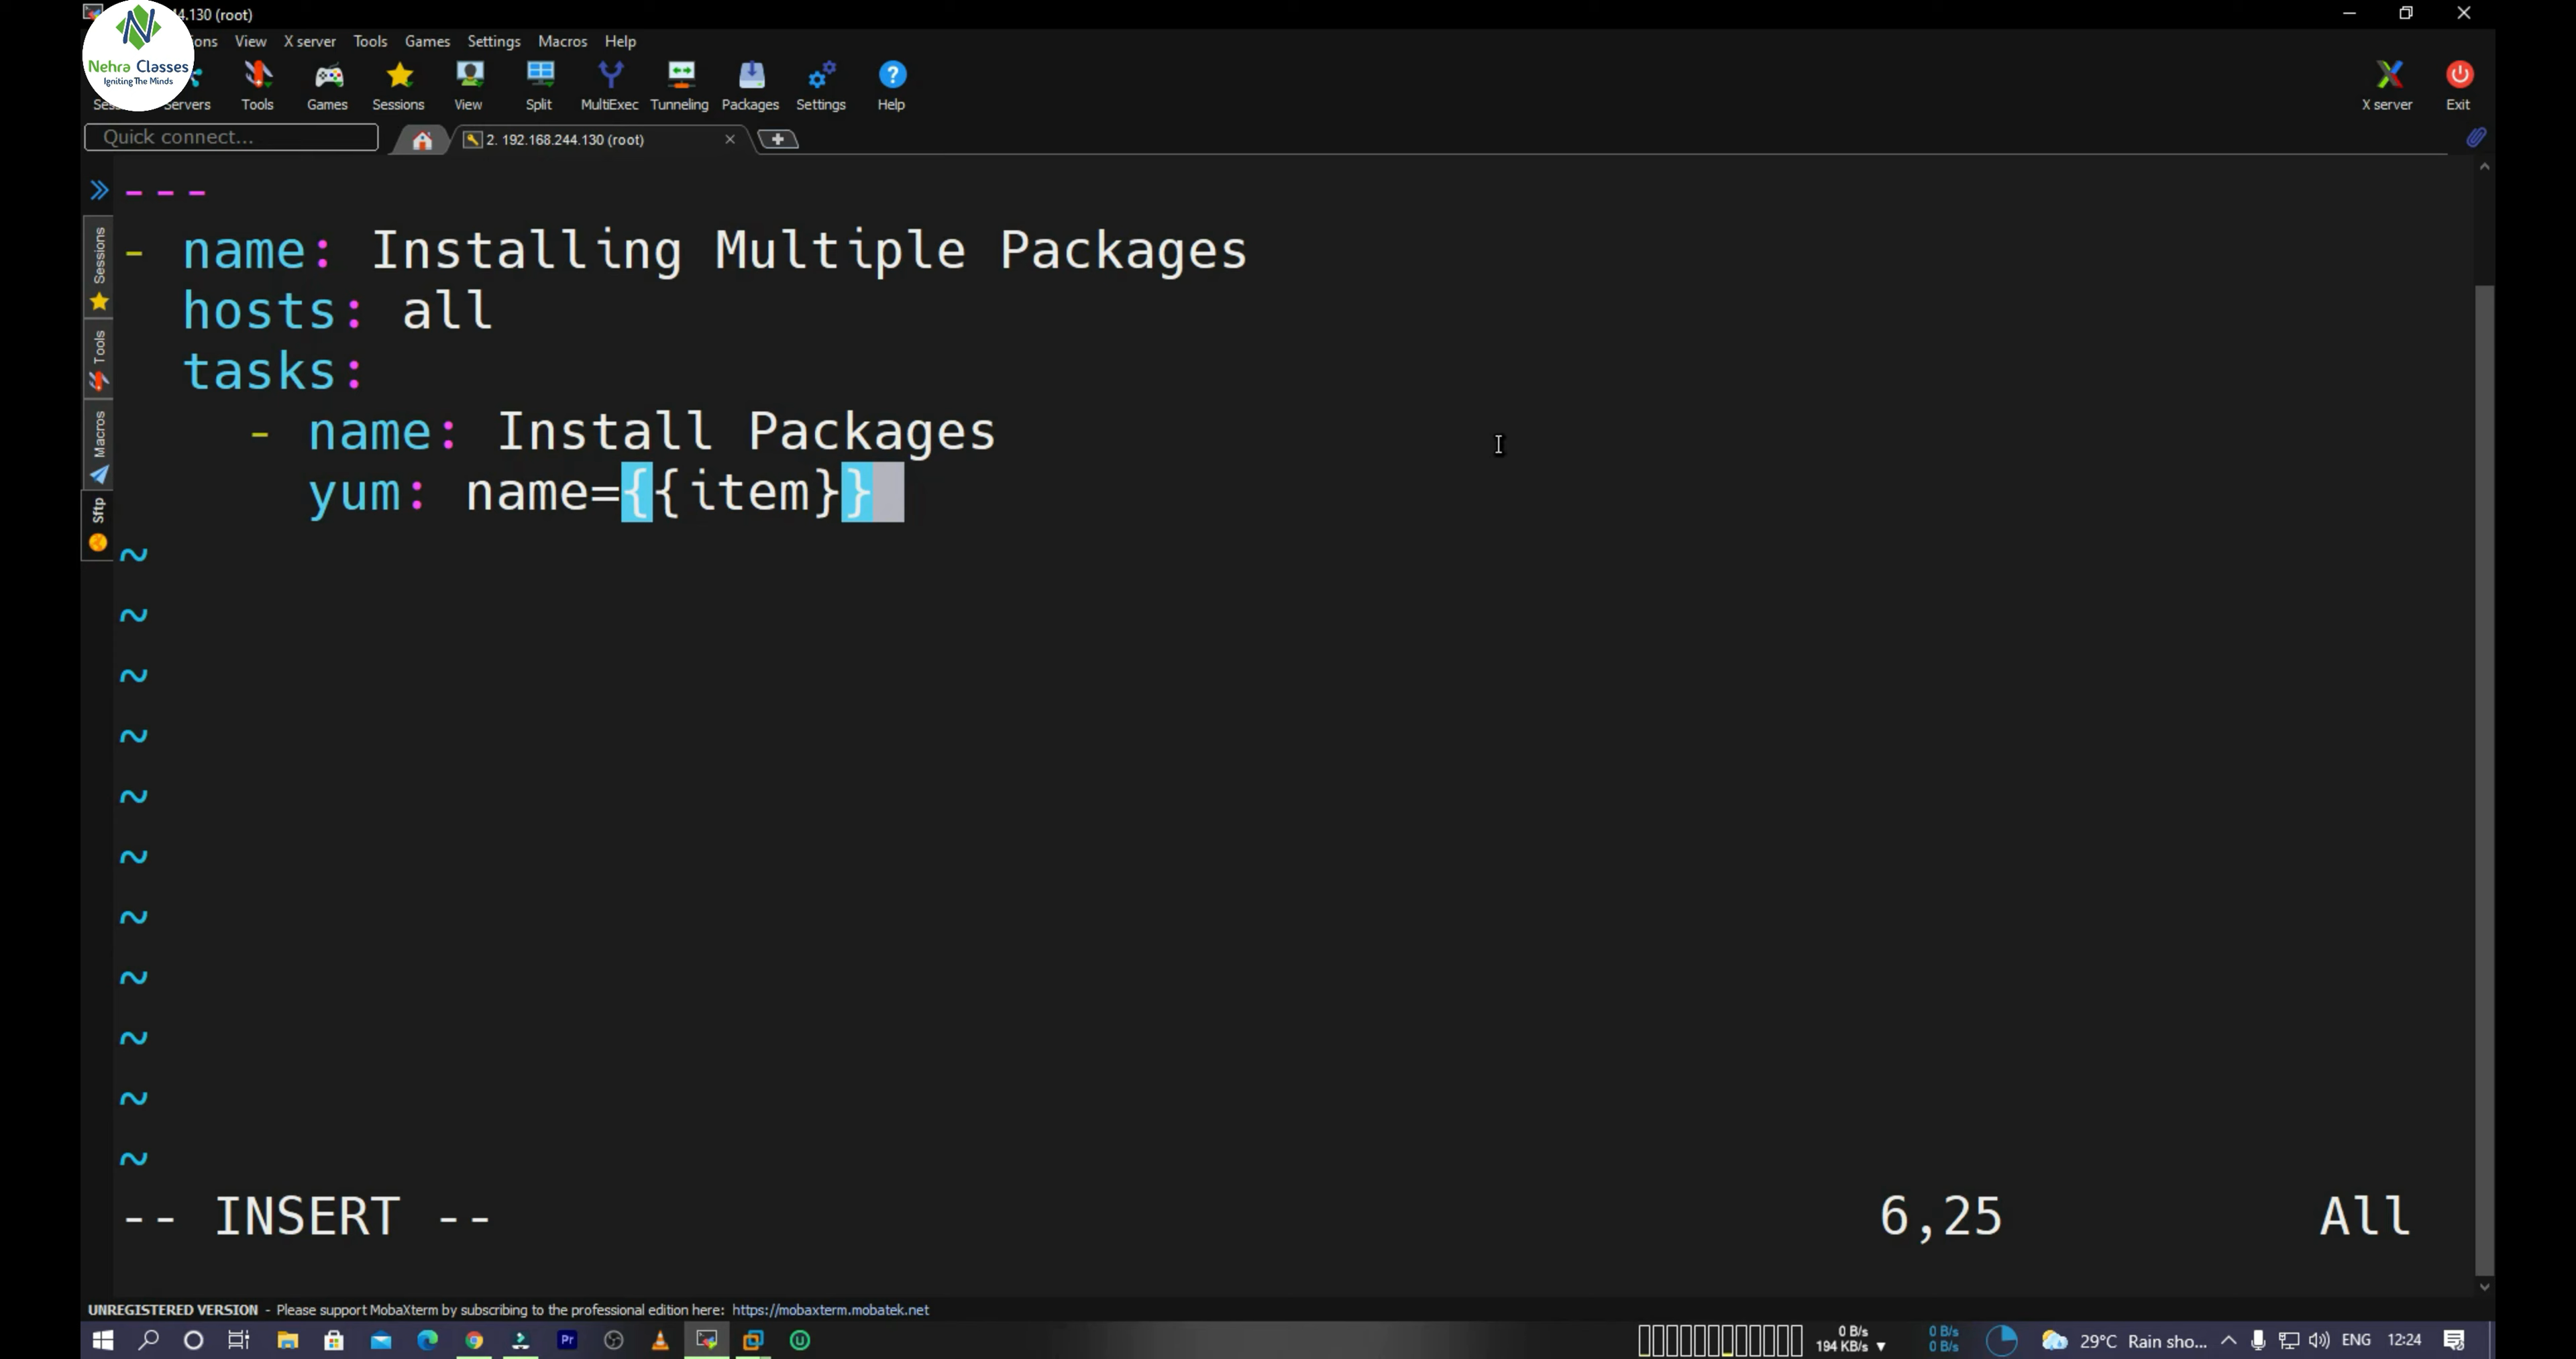 44.130 (root)
ions View X server Tools Games Settings Macros Help
Nehra Classes
Igniting The Minds
Servers Tools Games Sessions View Split MultiExec Tunneling Packages Settings Help
X server Exit
Quick connect...
2. 192.168.244.130 (root)
Sessions
Tools
Macros
Sftp
---
- name: Installing Multiple Packages
hosts: all
tasks:
- name: Install Packages
yum: name={{item}}
~
~
~
~
~
~
~
~
~
~
~
-- INSERT -- 6,25 All
UNREGISTERED VERSION - Please support MobaXterm by subscribing to the professional edition here: https://mobaxterm.mobatek.net
Pr
0 B/s
194 KB/s
0 B/s
0 B/s
29°C Rain sho... ENG 12:24